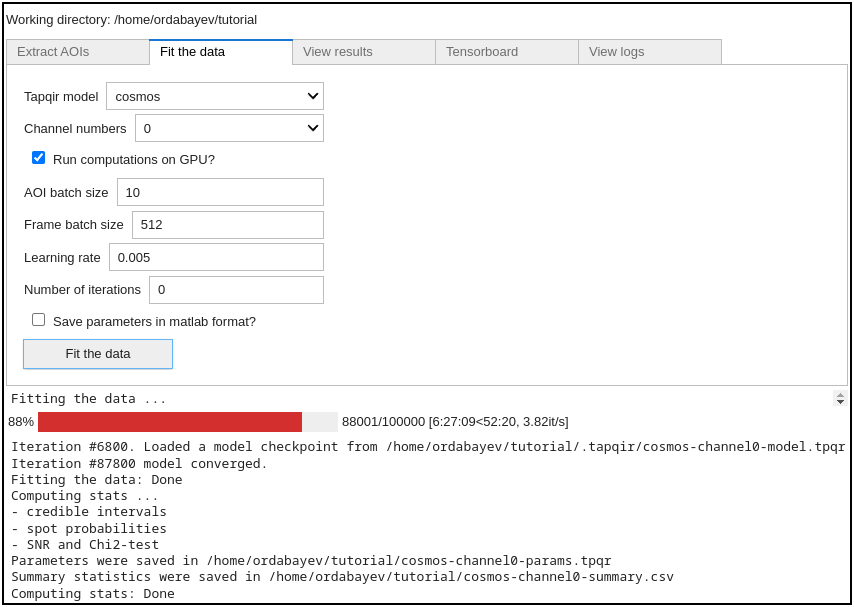 Working directory: /home/ordabayev/tutorial
Extract AOIs Fit the data View results Tensorboard View logs
Tapqir model cosmos
Channel numbers 0
Run computations on GPU?
AOI batch size 10
Frame batch size 512
Learning rate 0.005
Number of iterations 0
Save parameters in matlab format?
Fit the data
Fitting the data ...
88% 88001/100000 [6:27:09<52:20, 3.82it/s]
Iteration #6800. Loaded a model checkpoint from /home/ordabayev/tutorial/.tapqir/cosmos-channel0-model.tpqr
Iteration #87800 model converged.
Fitting the data: Done
Computing stats ...
- credible intervals
- spot probabilities
- SNR and Chi2-test
Parameters were saved in /home/ordabayev/tutorial/cosmos-channel0-params.tpqr
Summary statistics were saved in /home/ordabayev/tutorial/cosmos-channel0-summary.csv
Computing stats: Done